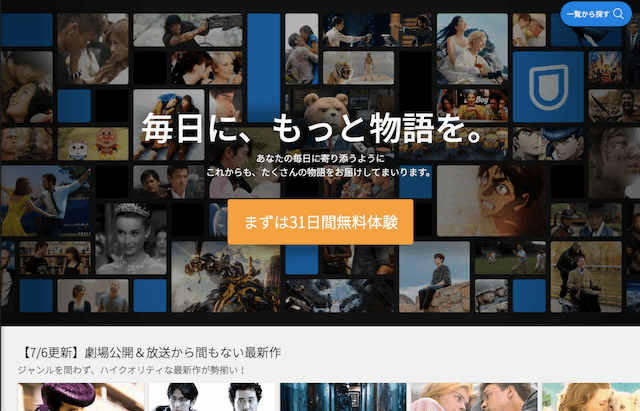 一覧から探す
毎日に、もっと物語を。
あなたの毎日に寄り添うように
これからも、たくさんの物語をお届けしてまいります。
まずは31日間無料体験
【7/6更新】劇場公開&放送から間もない最新作
ジャンルを問わず、ハイクオリティな最新作が勢揃い！